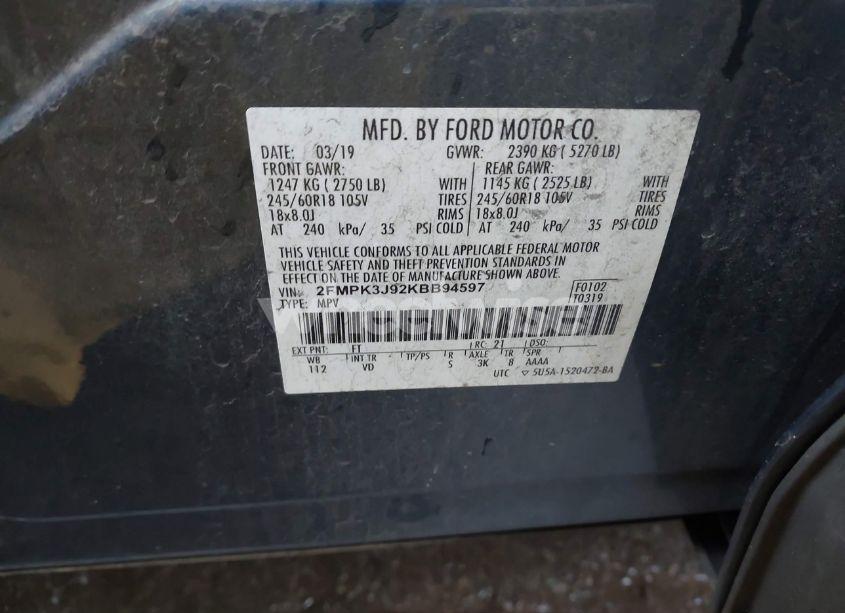 MFD. BY FORD MOTOR CO.
DATE: 03/19 GVWR: 2390 KG ( 5270 LB)
FRONT GAWR: REAR GAWR:
1247 KG ( 2750 LB) WITH 1145 KG ( 2525 LB) WITH
245/60R18 105V TIRES 245/60R18 105V TIRES
18x8.0J RIMS 18x8.0J RIMS
AT 240 kPa/ 35 PSI COLD AT 240 kPa/ 35 PSI COLD
THIS VEHICLE CONFORMS TO ALL APPLICABLE FEDERAL MOTOR
VEHICLE SAFETY AND THEFT PREVENTION STANDARDS IN
EFFECT ON THE DATE OF MANUFACTURE SHOWN ABOVE.
VIN: 2FMPK3J92KBB94597 F0102
TYPE: MPV T0319
EXT PNT: FT RC: 21 DSO:
WB INT TR TP/PS R AXLE TR SPR
112 VD S 3K 8 AAAA
UTC ▽ 5U5A-1520472-BA